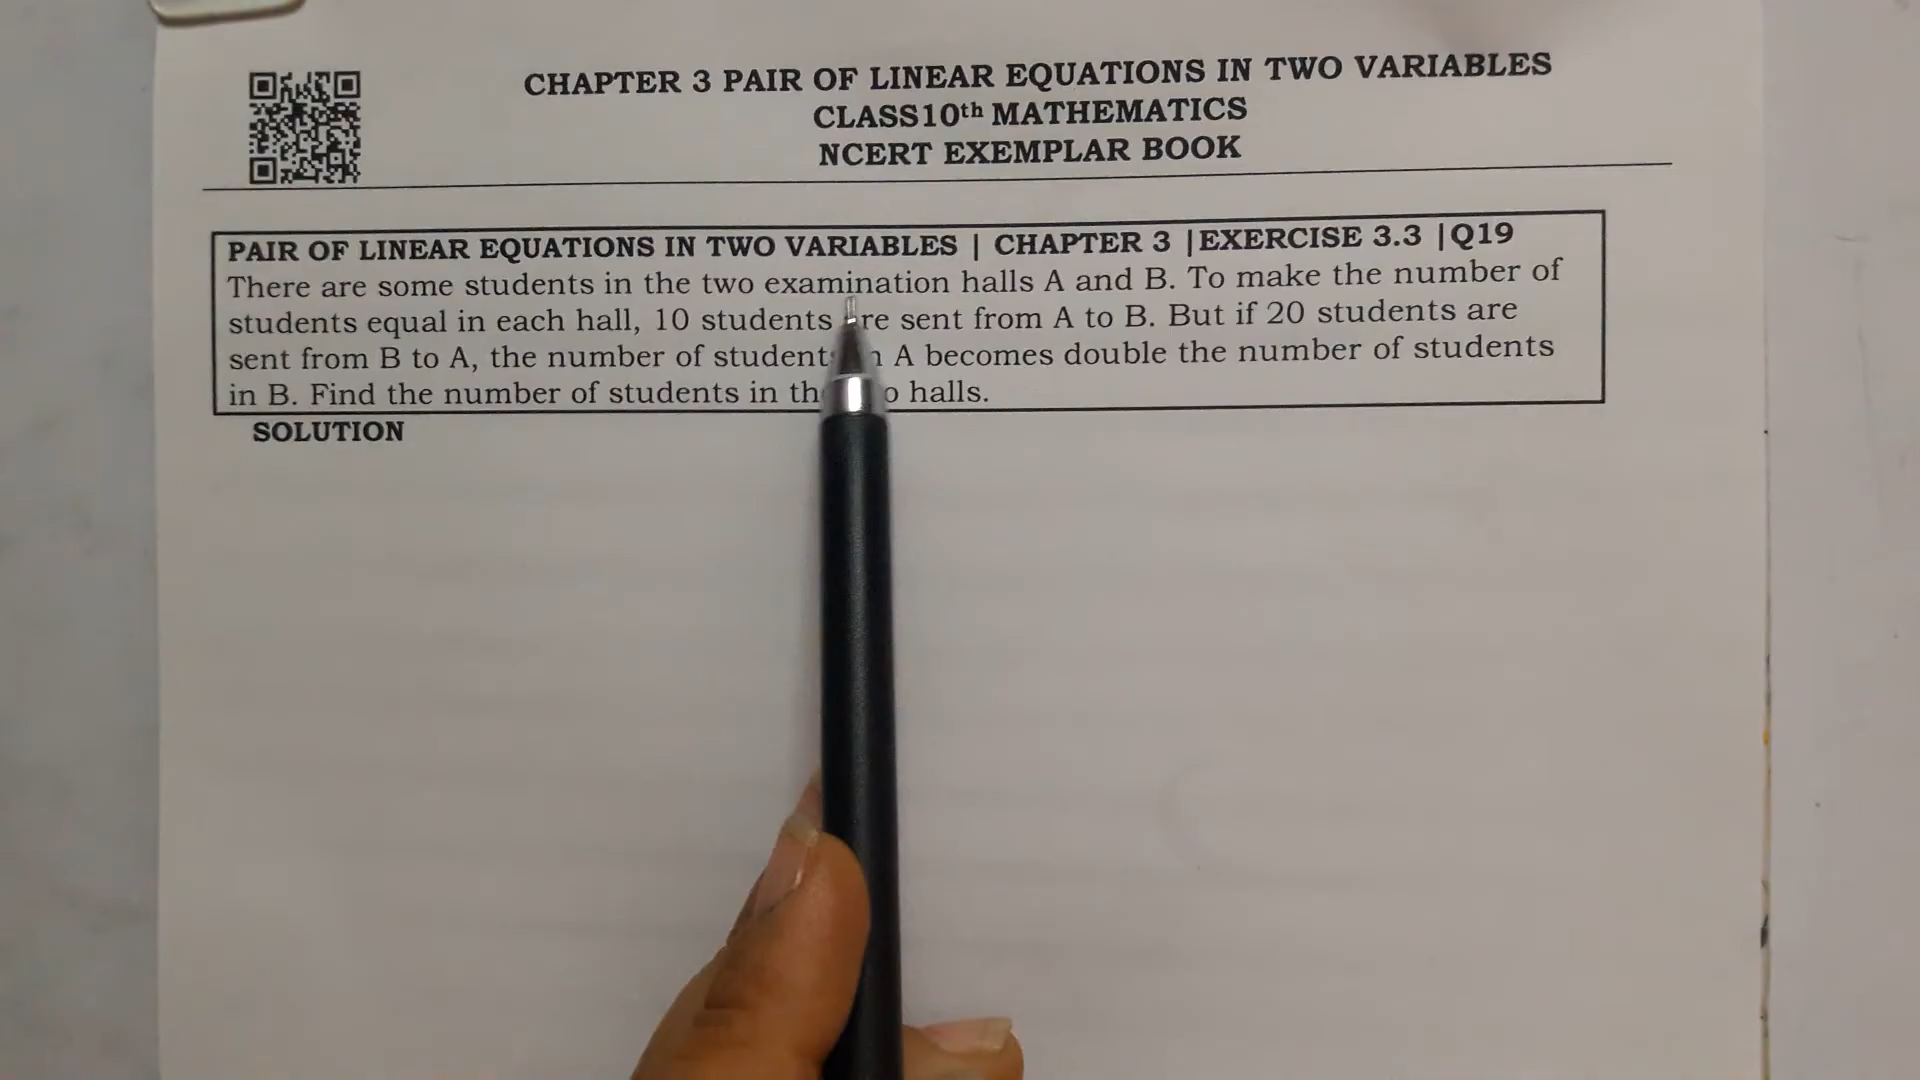 CHAPTER 3 PAIR OF LINEAR EQUATIONS IN TWO VARIABLES
CLASS10th MATHEMATICS
NCERT EXEMPLAR BOOK
PAIR OF LINEAR EQUATIONS IN TWO VARIABLES | CHAPTER 3 |EXERCISE 3.3 |Q19
There are some students in the two examination halls A and B. To make the number of
students equal in each hall, 10 students are sent from A to B. But if 20 students are
sent from B to A, the number of students A becomes double the number of students
in B. Find the number of students in halls.
SOLUTION